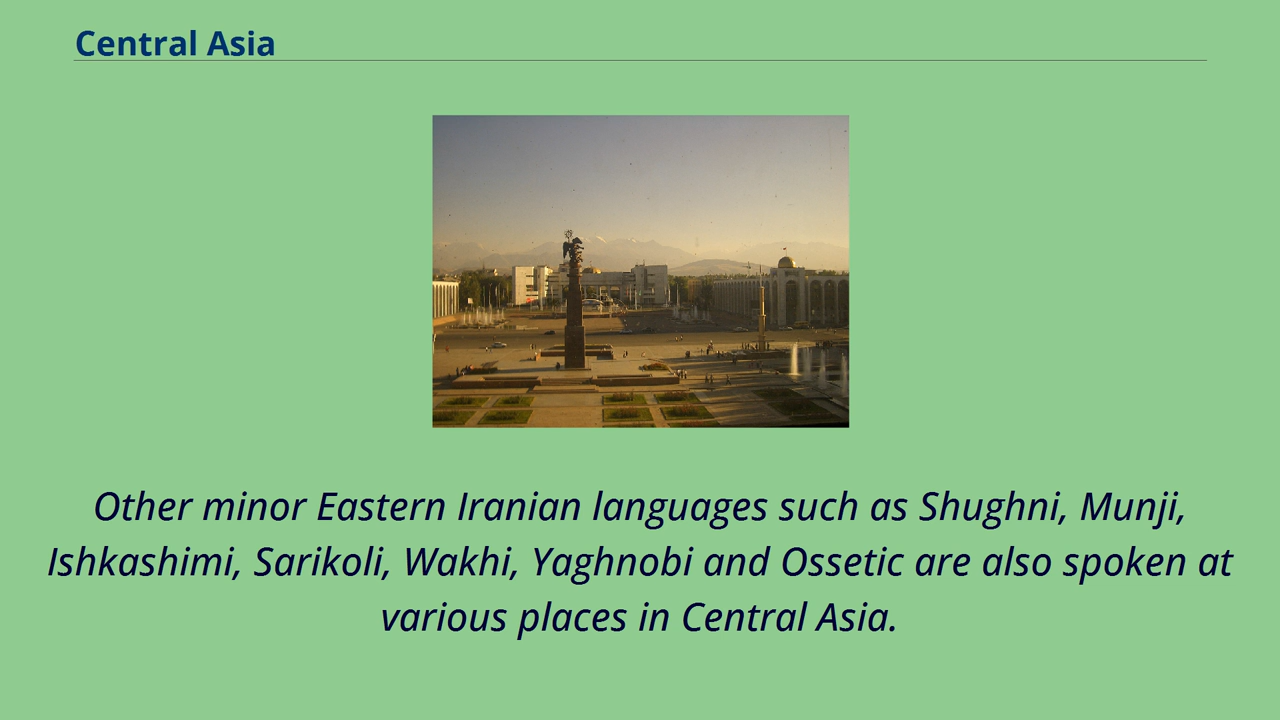 Central Asia
Other minor Eastern Iranian languages such as Shughni, Munji,
Ishkashimi, Sarikoli, Wakhi, Yaghnobi and Ossetic are also spoken at
various places in Central Asia.